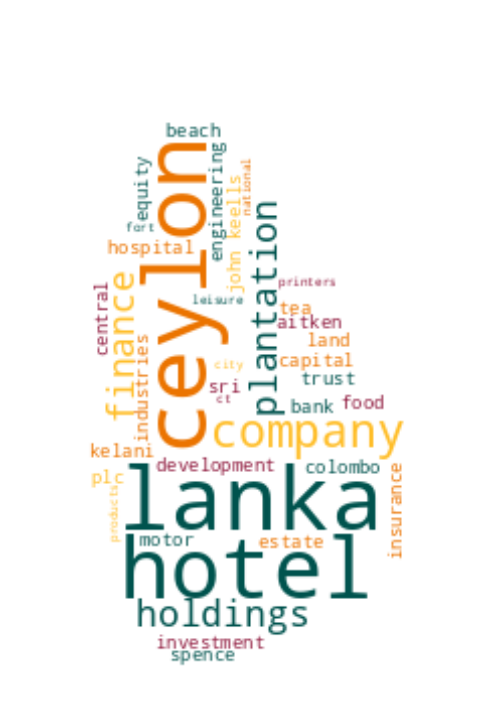 beach
equity
ceylon
engineering
national
fort
john keells
plantation
hospital
central
finance
printers
leisure
tea
aitken
industries
land
city
capital
sri
trust
ct
bank
food
company
kelani
development
colombo
plc
lanka
insurance
products
motor
estate
hotel
holdings
investment
spence